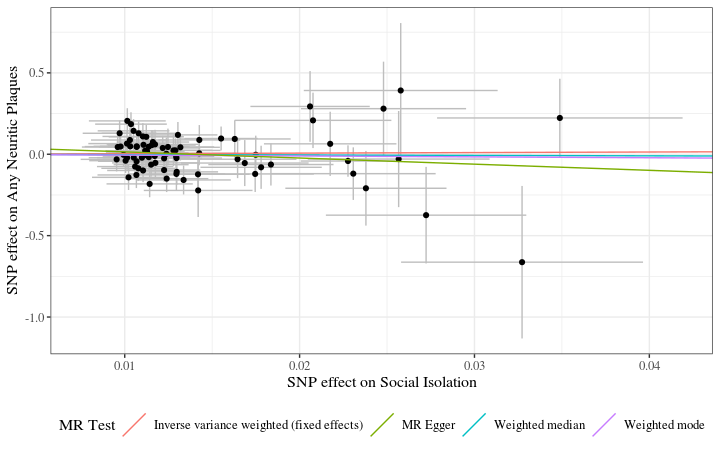 SNP effect on Any Neuritic Plaques
0.5
0.0
-0.5
-1.0
0.01 0.02 0.03 0.04
SNP effect on Social Isolation
MR Test Inverse variance weighted (fixed effects) MR Egger Weighted median Weighted mode